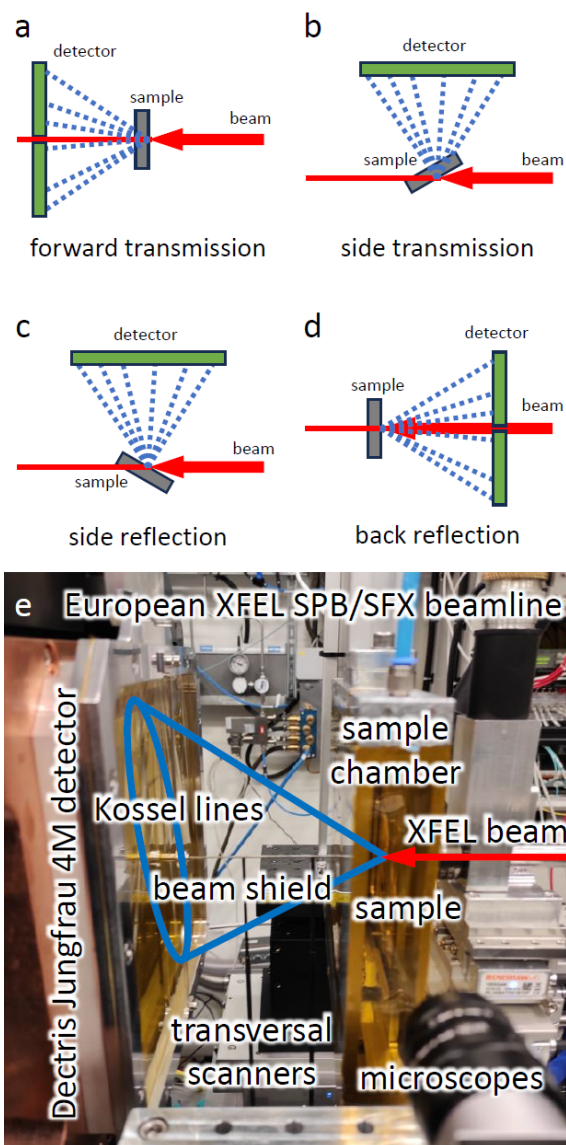 a
detector
sample
beam
forward transmission
b
detector
sample
beam
side transmission
c
detector
beam
sample
side reflection
d
detector
sample
beam
back reflection
e
European XFEL SPB/SFX beamline
Dectris Jungfrau 4M detector
sample
chamber
Kossel lines
XFEL beam
beam shield
sample
transversal
scanners
microscopes
RENISHAW